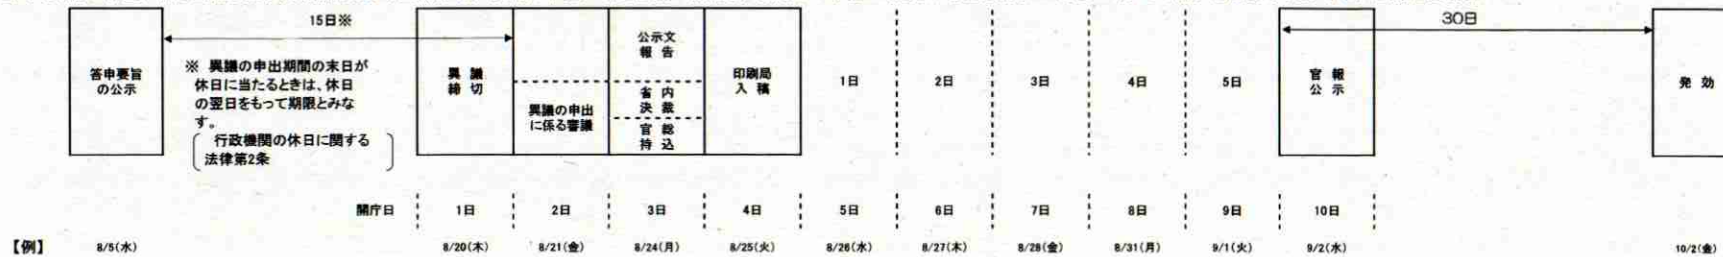 15日※
30日
答申要旨
の公示
※ 異議の申出期間の末日が
休日に当たるときは、休日
の翌日をもって期限とみな
す。
行政機関の休日に関する
法律第2条
異 議
締 切
異議の申出
に係る審議
公示文
報 告
省 内
決 裁
官 総
持 込
印刷局
入 稿
1日
2日
3日
4日
5日
官 報
公 示
発 効
開庁日
1日
2日
3日
4日
5日
6日
7日
8日
9日
10日
【例】
8/5(水)
8/20(木)
8/21(金)
8/24(月)
8/25(火)
8/26(水)
8/27(木)
8/28(金)
8/31(月)
9/1(火)
9/2(水)
10/2(金)